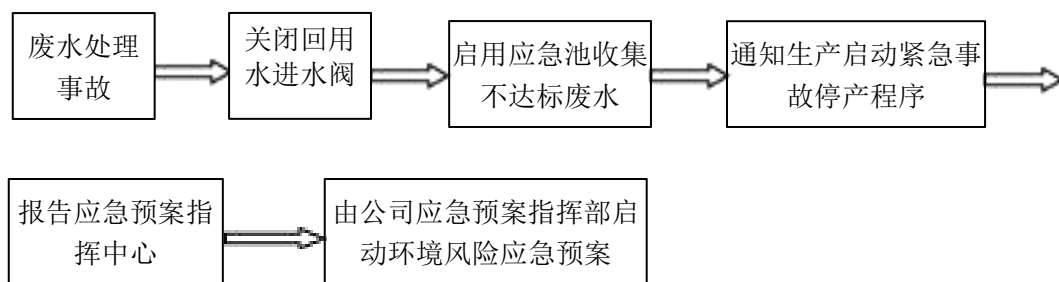 废水处理
事故
关闭回用
水进水阀
启用应急池收集
不达标废水
通知生产启动紧急事
故停产程序
报告应急预案指
挥中心
由公司应急预案指挥部启
动环境风险应急预案